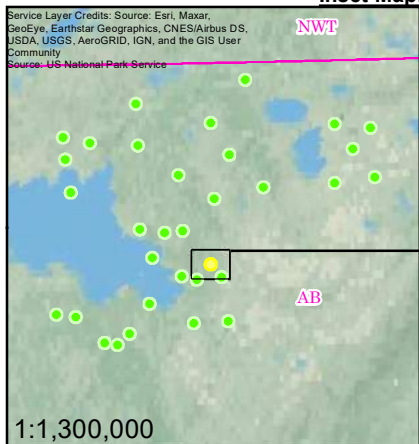 Inset Map
Service Layer Credits: Source: Esri, Maxar,
GeoEye, Earthstar Geographics, CNES/Airbus DS,
USDA, USGS, AeroGRID, IGN, and the GIS User
Community
Source: US National Park Service
NWT
AB
1:1,300,000